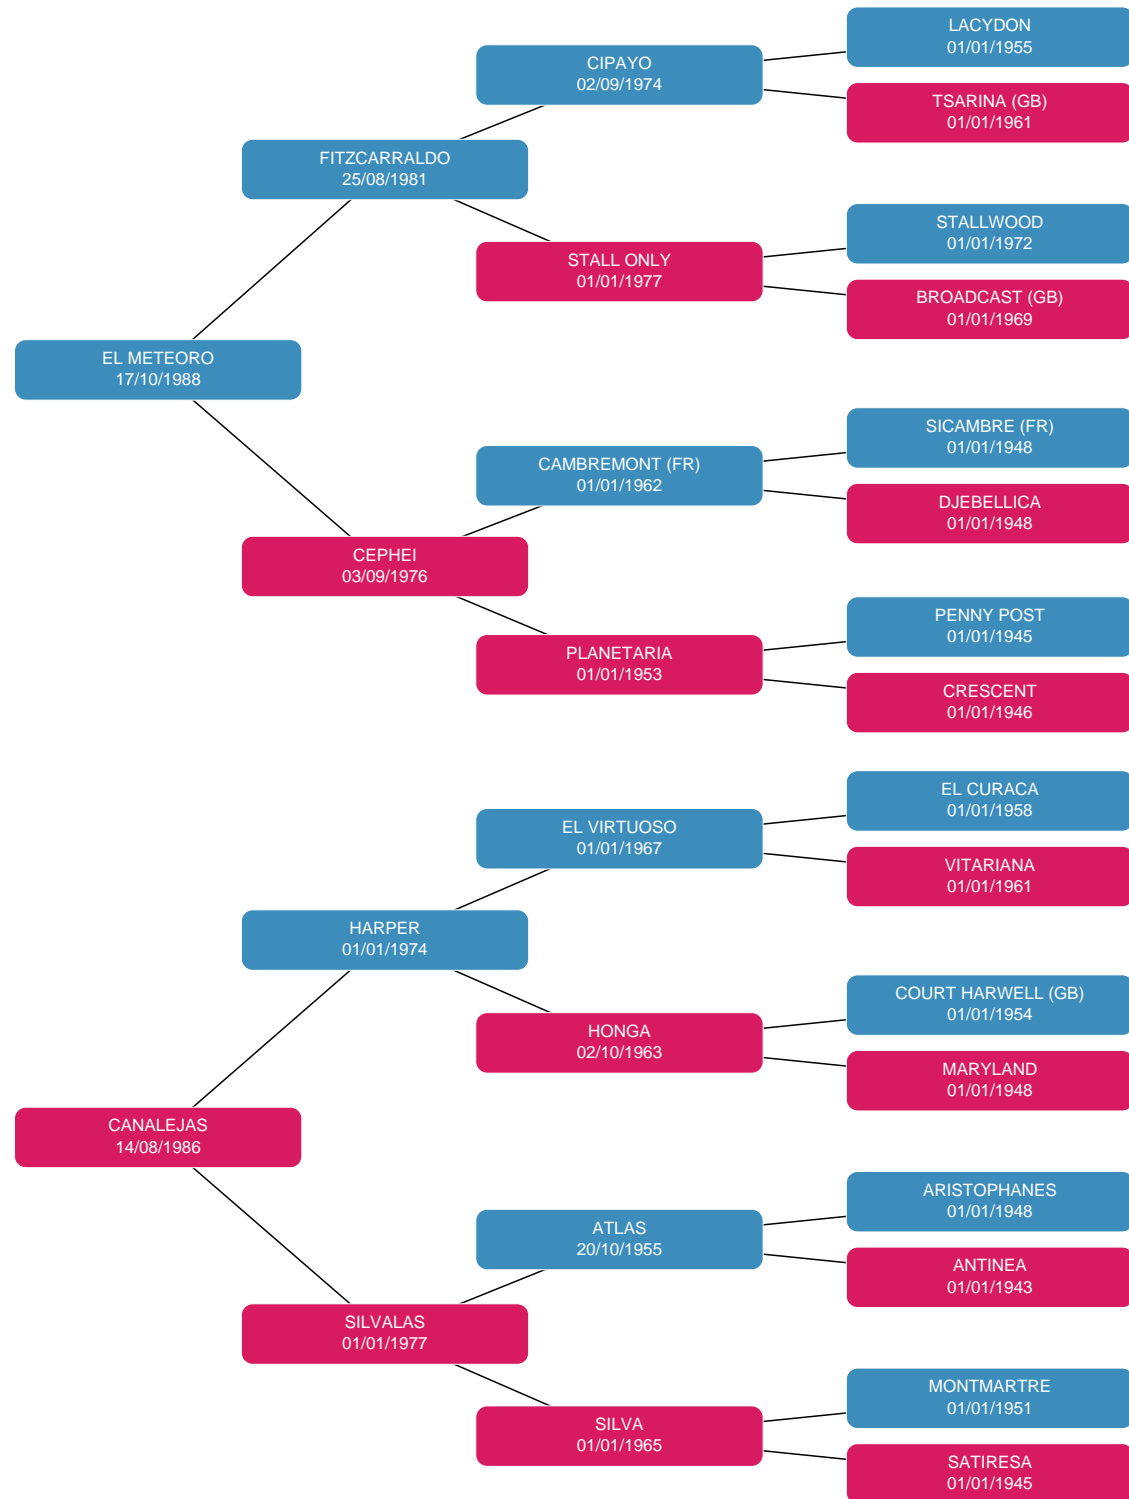 LACYDON
01/01/1955
CIPAYO
02/09/1974
TSARINA (GB)
01/01/1961
FITZCARRALDO
25/08/1981
STALLWOOD
01/01/1972
STALL ONLY
01/01/1977
BROADCAST (GB)
01/01/1969
EL METEORO
17/10/1988
SICAMBRE (FR)
01/01/1948
CAMBREMONT (FR)
01/01/1962
DJEBELLICA
01/01/1948
CEPHEI
03/09/1976
PENNY POST
01/01/1945
PLANETARIA
01/01/1953
CRESCENT
01/01/1946
EL CURACA
01/01/1958
EL VIRTUOSO
01/01/1967
VITARIANA
01/01/1961
HARPER
01/01/1974
COURT HARWELL (GB)
01/01/1954
HONGA
02/10/1963
MARYLAND
01/01/1948
CANALEJAS
14/08/1986
ARISTOPHANES
01/01/1948
ATLAS
20/10/1955
ANTINEA
01/01/1943
SILVALAS
01/01/1977
MONTMARTRE
01/01/1951
SILVA
01/01/1965
SATIRESA
01/01/1945